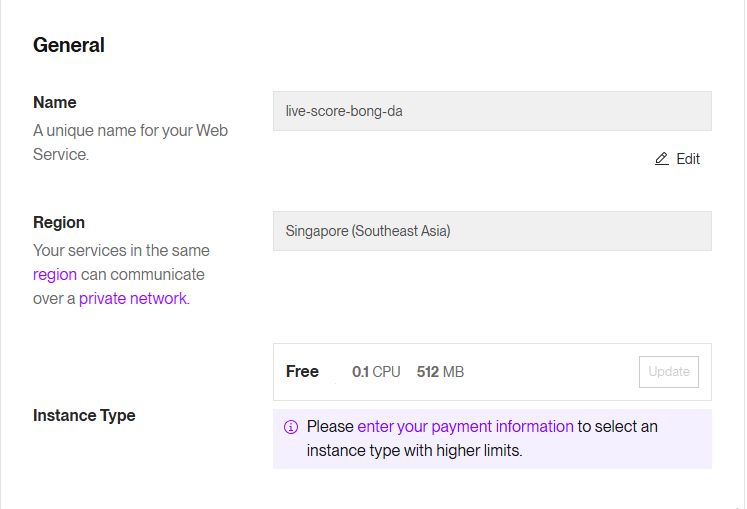 General
Name
A unique name for your Web
Service.
live-score-bong-da
Edit
Region
Your services in the same
region can communicate
over a private network.
Singapore (Southeast Asia)
Instance Type
Free 0.1 CPU 512 MB
Update
Please enter your payment information to select an
instance type with higher limits.